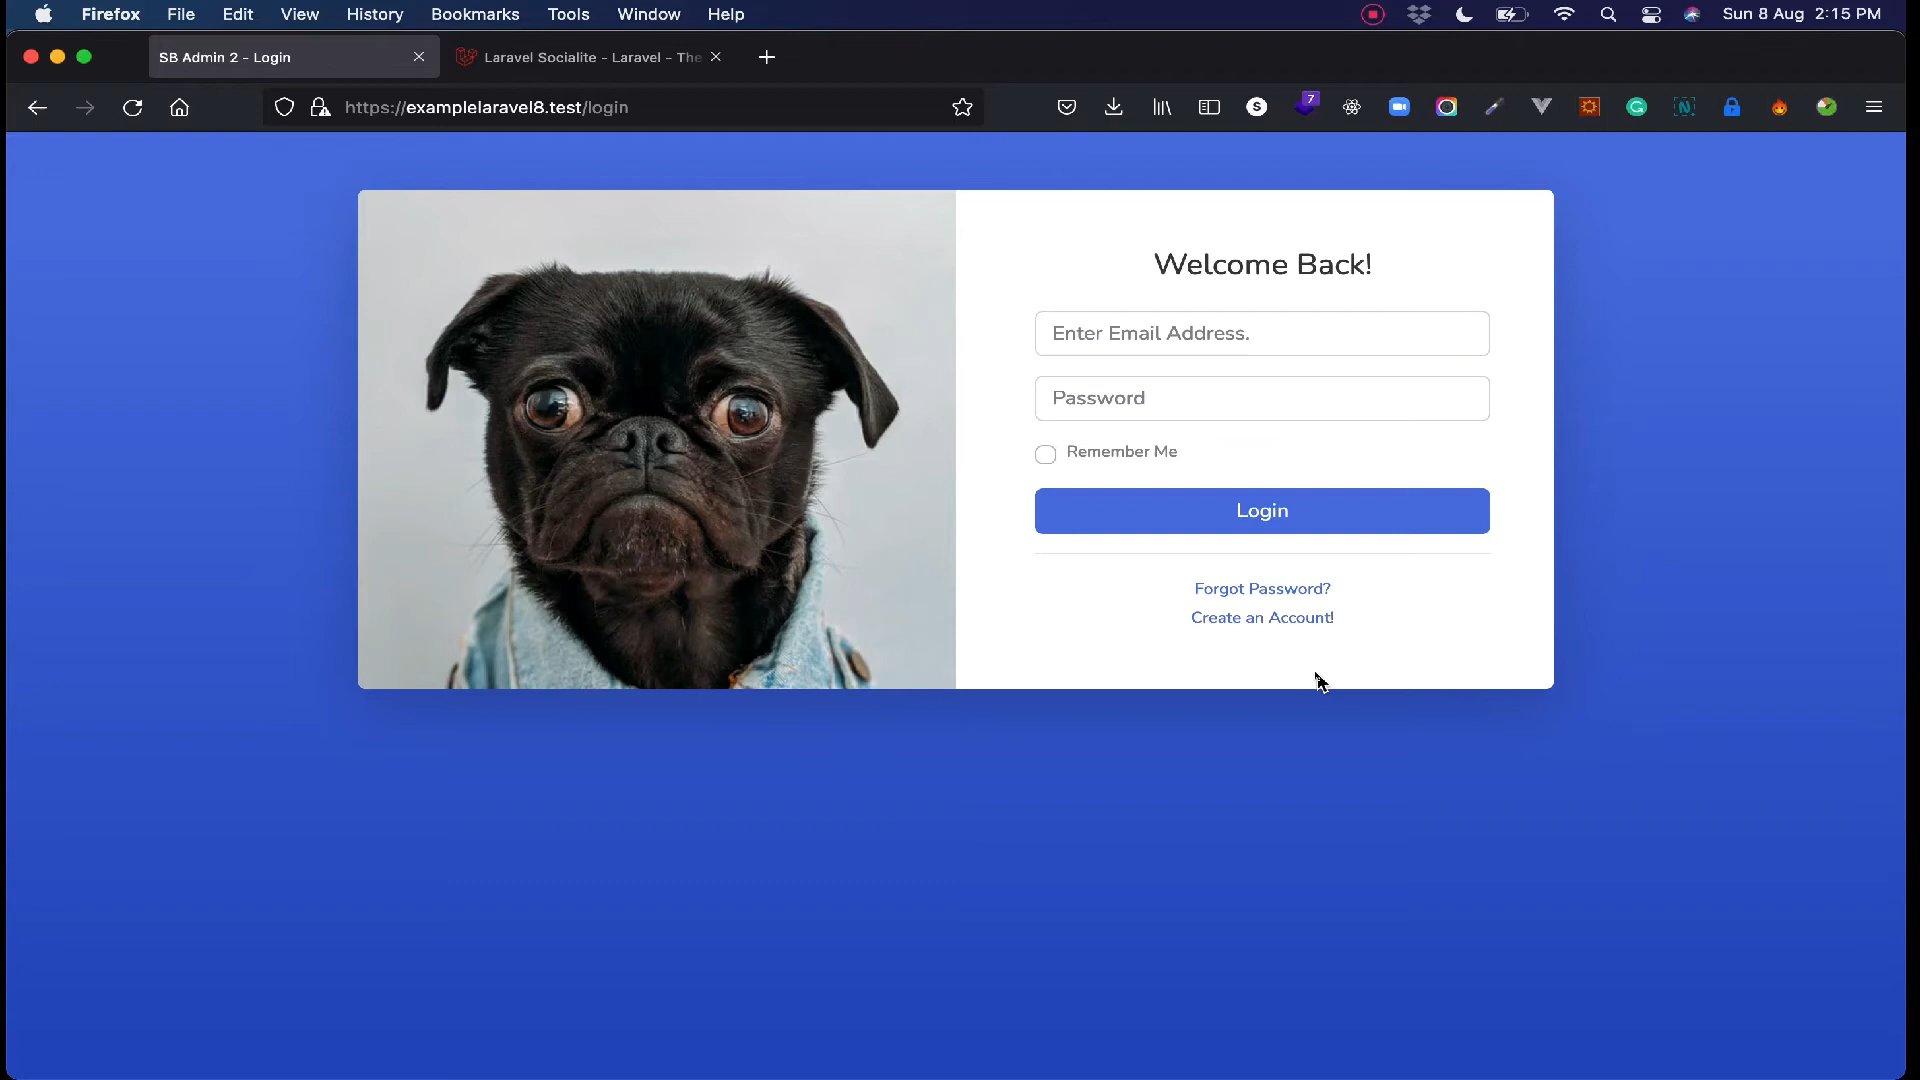 Firefox File Edit View History Bookmarks Tools Window Help Sun 8 Aug 2:15 PM
SB Admin 2 - Login Laravel Socialite - Laravel - The
https://examplelaravel8.test/login S 7
Welcome Back!
Enter Email Address.
Password
Remember Me
Login
Forgot Password?
Create an Account!